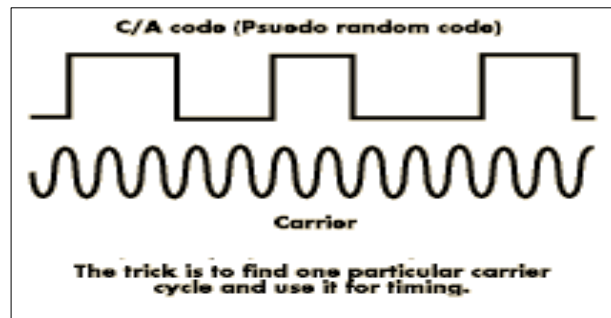 C/A code (Psuedo random code)
Carrier
The trick is to find one particular carrier
cycle and use it for timing.